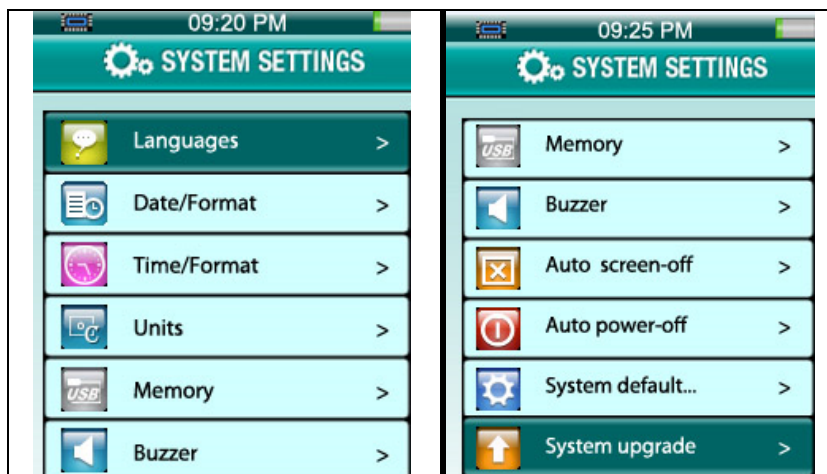 09:20 PM
SYSTEM SETTINGS
Languages >
Date/Format >
Time/Format >
Units >
USB Memory >
Buzzer >
09:25 PM
SYSTEM SETTINGS
USB Memory >
Buzzer >
Auto screen-off >
Auto power-off >
System default... >
System upgrade >